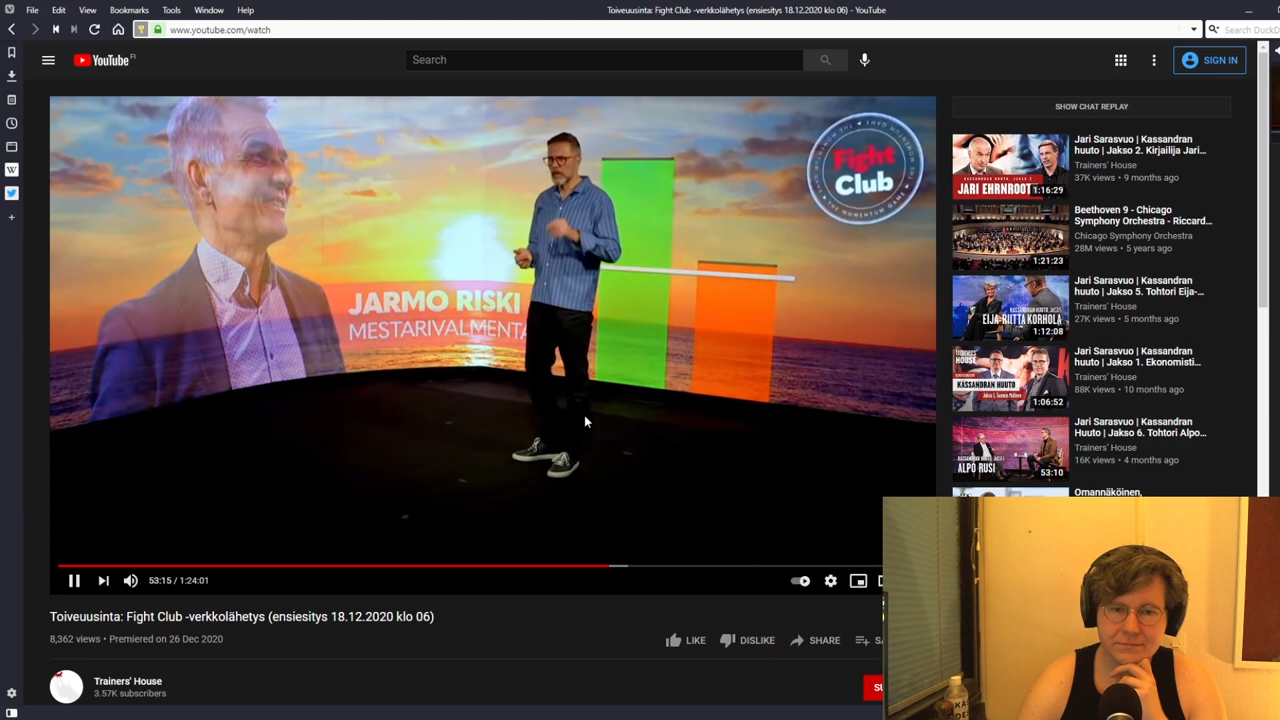 File Edit View Bookmarks Tools Window Help
Toiveuusinta: Fight Club -verkkolähetys (ensiesitys 18.12.2020 klo 06) - YouTube
www.youtube.com/watch
Search DuckD
YouTube FI
Search
SIGN IN
Fight
Club
JARMO RISKI
MESTARIVALMENTA
53:15 / 1:24:01
Toiveuusinta: Fight Club -verkkolähetys (ensiesitys 18.12.2020 klo 06)
8,362 views • Premiered on 26 Dec 2020
LIKE DISLIKE SHARE SA
Trainers' House
3.57K subscribers
SU
SHOW CHAT REPLAY
JARI EHRNROOT
1:16:29
Jari Sarasvuo | Kassandran
huuto | Jakso 2. Kirjailija Jari...
Trainers' House
37K views • 9 months ago
1:21:23
Beethoven 9 - Chicago
Symphony Orchestra - Riccard...
Chicago Symphony Orchestra
28M views • 5 years ago
EIJA-RIITTA KORHOLA
1:12:08
Jari Sarasvuo | Kassandran
huuto | Jakso 5. Tohtori Eija-...
Trainers' House
27K views • 5 months ago
KASSANDRAN HUUTO
1:06:52
Jari Sarasvuo | Kassandran
huuto | Jakso 1. Ekonomisti...
Trainers' House
88K views • 10 months ago
ALPO RUSI
53:10
Jari Sarasvuo | Kassandran
Huuto | Jakso 6. Tohtori Alpo...
Trainers' House
16K views • 4 months ago
Omannäköinen,